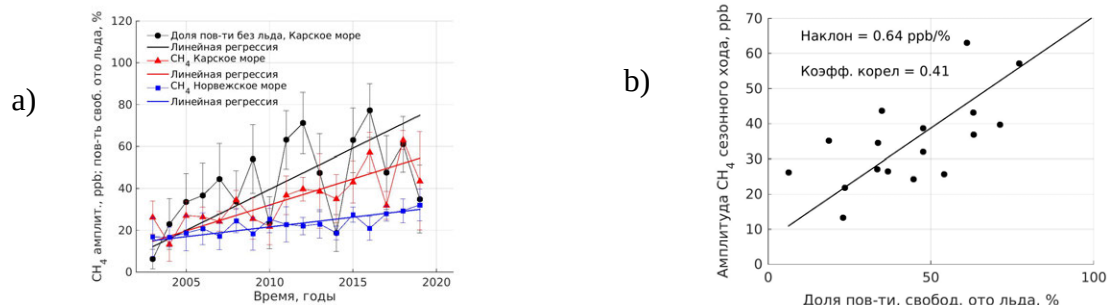 a)
CH4 амплит., ppb; пов-ть своб. ото льда, %
120
100
80
60
40
20
0
Доля пов-ти без льда, Карское море
Линейная регрессия
CH4 Карское море
Линейная регрессия
CH4 Норвежское море
Линейная регрессия
2005 2010 2015 2020
Время, годы
b)
Амплитуда CH4 сезонного хода, ppb
70
60
50
40
30
20
10
0
Наклон = 0.64 ppb/%
Коэфф. корел = 0.41
0 50 100
Доля пов-ти, свобод. ото льда, %